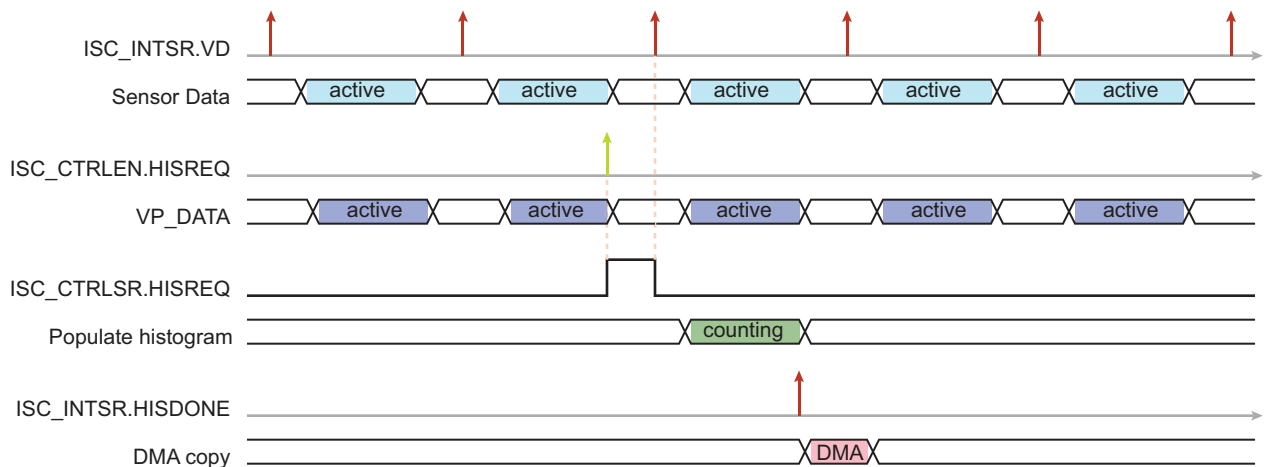 ISC_INTSR.VD
Sensor Data active active active active active
ISC_CTRLEN.HISREQ
VP_DATA active active active active active
ISC_CTRLSR.HISREQ
Populate histogram counting
ISC_INTSR.HISDONE
DMA copy DMA